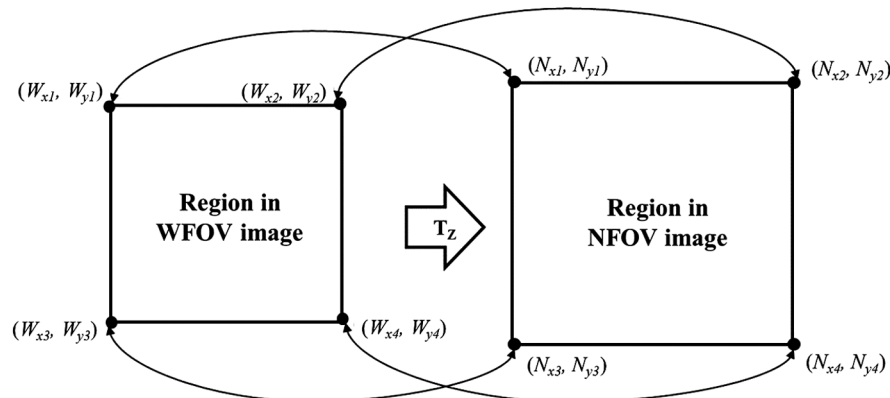 (Wx1, Wy1)
(Wx2, Wy2)
(Nx1, Ny1)
(Nx2, Ny2)
Region in
WFOV image
TZ
Region in
NFOV image
(Wx3, Wy3)
(Wx4, Wy4)
(Nx3, Ny3)
(Nx4, Ny4)